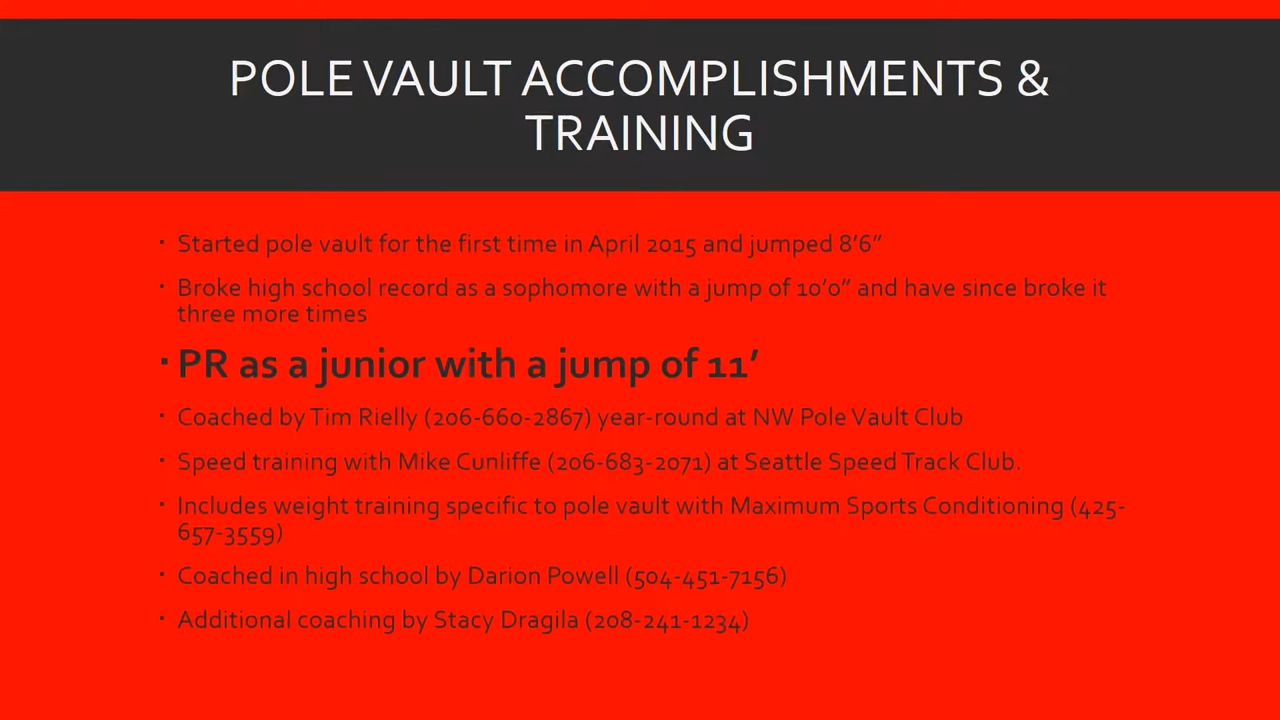 POLE VAULT ACCOMPLISHMENTS &
TRAINING
▪ Started pole vault for the first time in April 2015 and jumped 8’6”
▪ Broke high school record as a sophomore with a jump of 10’0” and have since broke it
three more times
▪ PR as a junior with a jump of 11’
▪ Coached by Tim Rielly (206-660-2867) year-round at NW Pole Vault Club
▪ Speed training with Mike Cunliffe (206-683-2071) at Seattle Speed Track Club.
▪ Includes weight training specific to pole vault with Maximum Sports Conditioning (425-
657-3559)
▪ Coached in high school by Darion Powell (504-451-7156)
▪ Additional coaching by Stacy Dragila (208-241-1234)